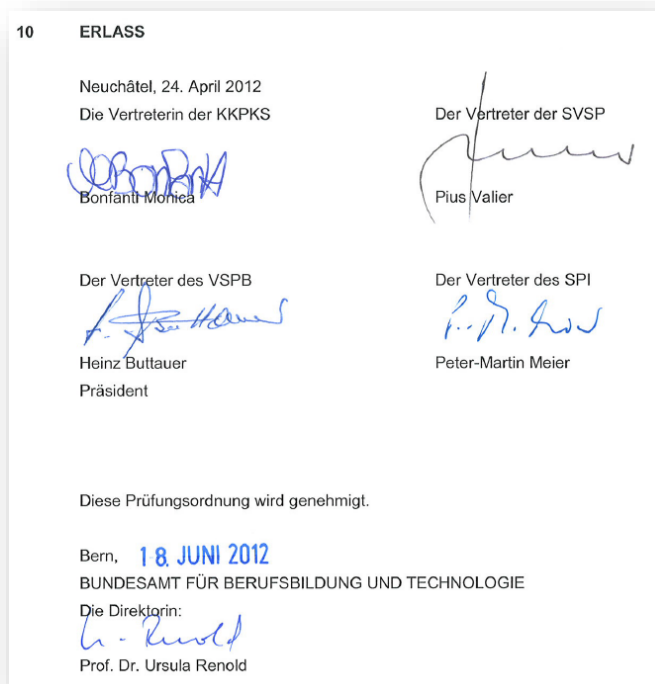 10 ERLASS
Neuchâtel, 24. April 2012
Die Vertreterin der KKPKS
Der Vertreter der SVSP
Bonfanti Monica
Pius Valier
Der Vertreter des VSPB
Der Vertreter des SPI
Heinz Buttauer
Peter-Martin Meier
Präsident
Diese Prüfungsordnung wird genehmigt.
Bern, 18. JUNI 2012
BUNDESAMT FÜR BERUFSBILDUNG UND TECHNOLOGIE
Die Direktorin:
Prof. Dr. Ursula Renold